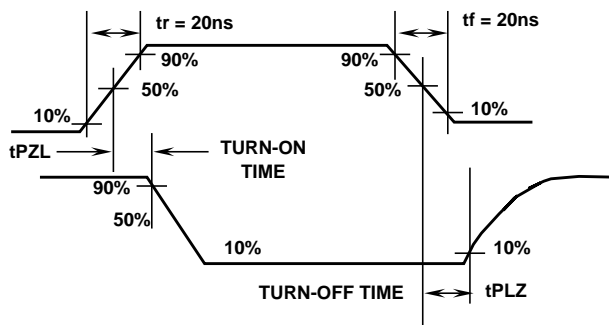 tr = 20ns
tf = 20ns
90%
90%
50%
50%
10%
10%
tPZL
TURN-ON
TIME
90%
50%
10%
10%
TURN-OFF TIME
tPLZ